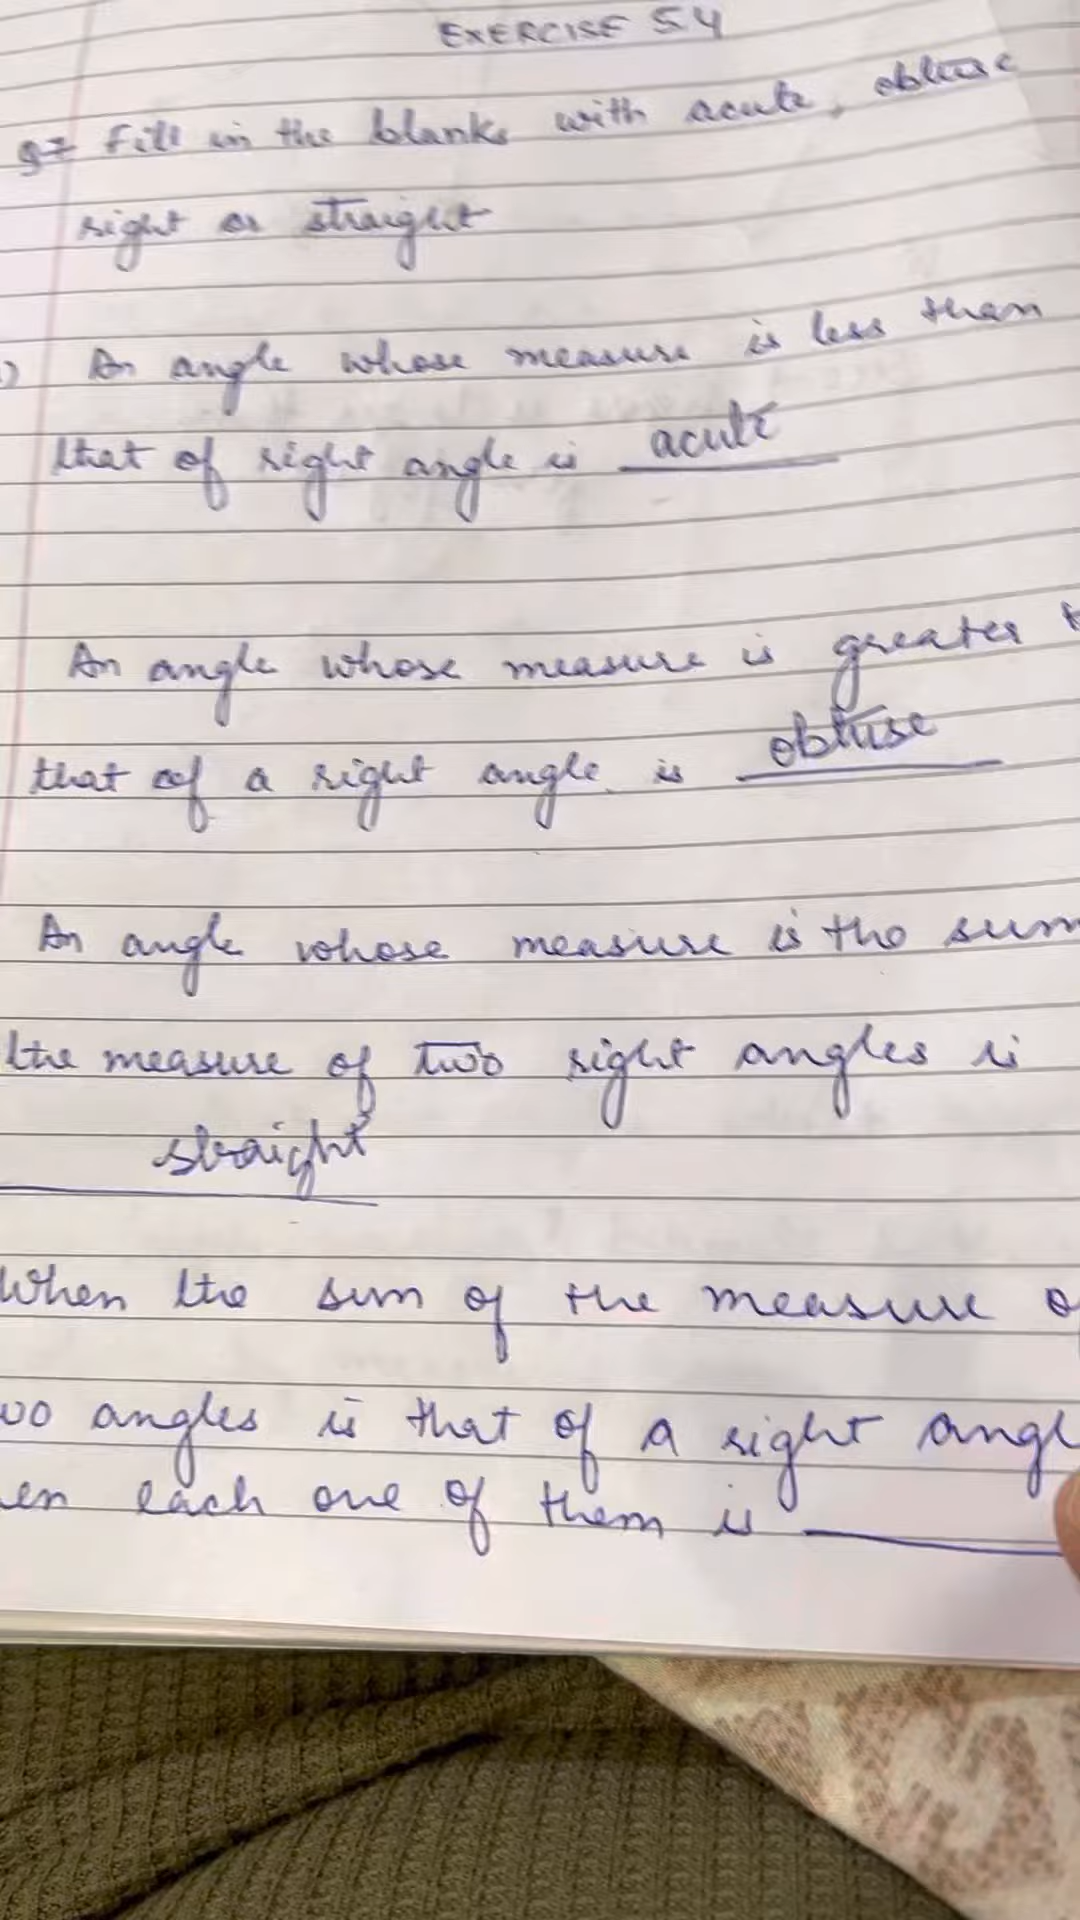 EXERCISE 5.4
Fill in the blanks with acute, obtuse
right or straight
An angle whose measure is less than
that of right angle is acute
An angle whose measure is greater
that of a right angle is obtuse
An angle whose measure is the sum
the measure of two right angles is
straight
When the sum of the measure of
angles is that of a right angl
en each one of them is